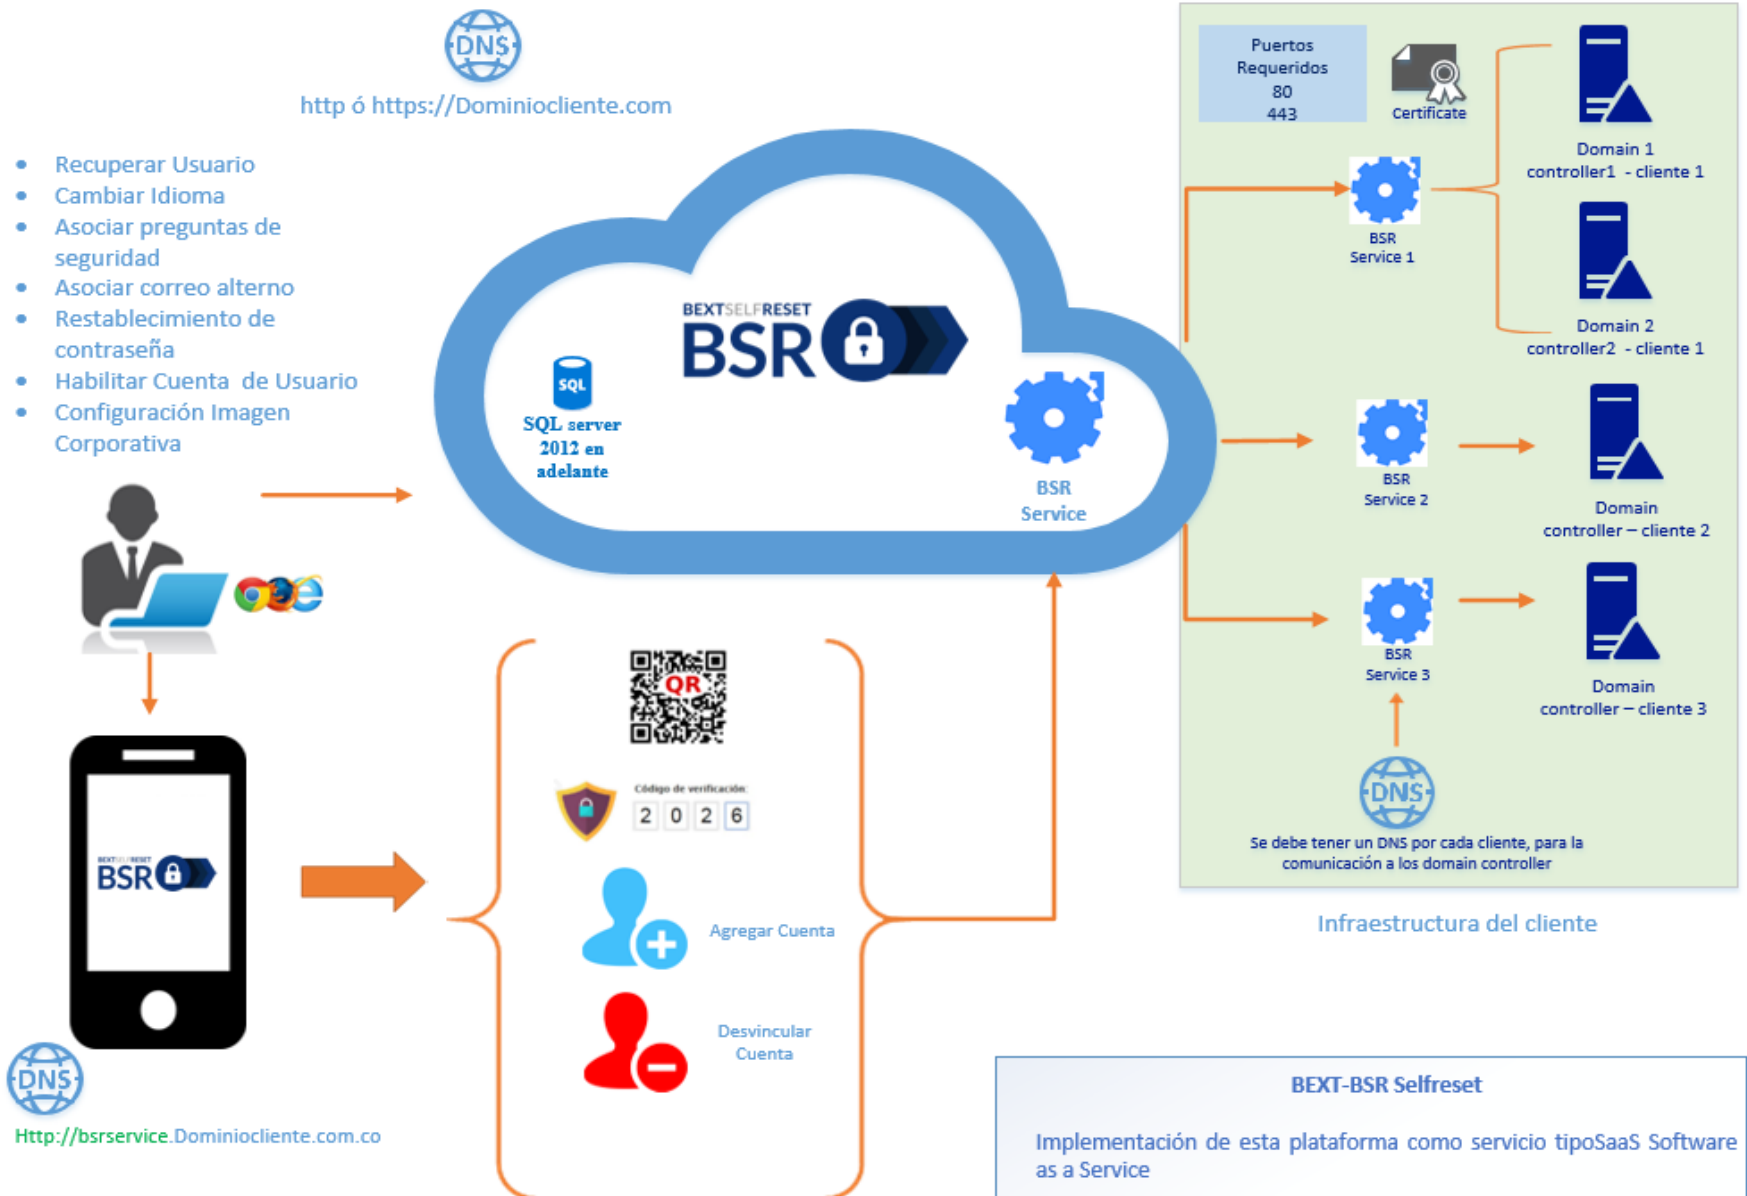 DNS
http ó https://Dominiocliente.com
• Recuperar Usuario
• Cambiar Idioma
• Asociar preguntas de
seguridad
• Asociar correo alterno
• Restablecimiento de
contraseña
• Habilitar Cuenta de Usuario
• Configuración Imagen
Corporativa
BEXTSELFRESET
BSR
SQL
SQL server
2012 en
adelante
BSR
Service
Puertos
Requeridos
80
443
Certificate
Domain 1
controller1 - cliente 1
BSR
Service 1
Domain 2
controller2 - cliente 1
BSR
Service 2
Domain
controller – cliente 2
BSR
Service 3
Domain
controller – cliente 3
DNS
Se debe tener un DNS por cada cliente, para la
comunicación a los domain controller
Infraestructura del cliente
BEXTSELFRESET
BSR
DNS
Http://bsrservice.Dominiocliente.com.co
QR
Código de verificación:
2 0 2 6
Agregar Cuenta
Desvincular
Cuenta
BEXT-BSR Selfreset
Implementación de esta plataforma como servicio tipoSaaS Software
as a Service